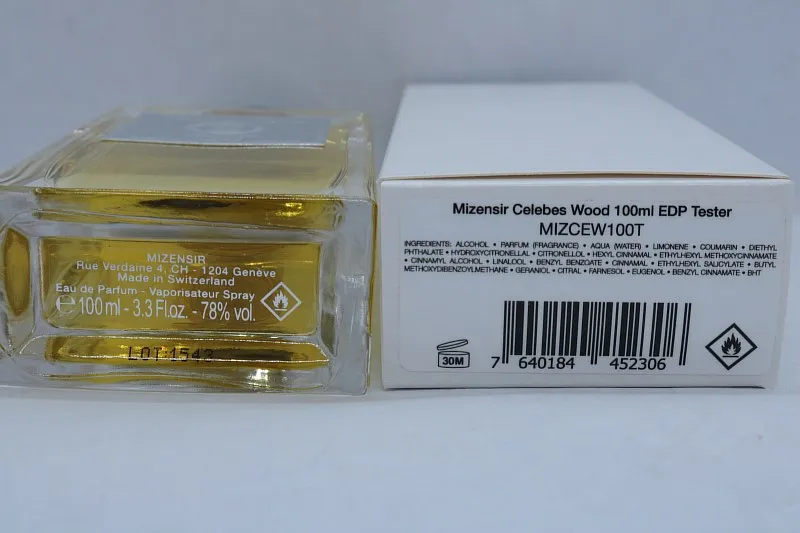 MIZENSIR
Rue Verdaine 4, CH - 1204 Genève
Made in Switzerland
Eau de Parfum - Vaporisateur Spray
℮ 100 ml - 3.3 Fl.oz. - 78% vol.
LOT 1543
Mizensir Celebes Wood 100ml EDP Tester
MIZCEW100T
INGREDIENTS: ALCOHOL • PARFUM (FRAGRANCE) • AQUA (WATER) • LIMONENE • COUMARIN • DIETHYL
PHTHALATE • HYDROXYCITRONELLAL • CITRONELLOL • HEXYL CINNAMAL • ETHYLHEXYL METHOXYCINNAMATE
• CINNAMYL ALCOHOL • LINALOOL • BENZYL BENZOATE • CINNAMAL • ETHYLHEXYL SALICYLATE • BUTYL
METHOXYDIBENZOYLMETHANE • GERANIOL • CITRAL • FARNESOL • EUGENOL • BENZYL CINNAMATE • BHT
30M
7 640184 452306